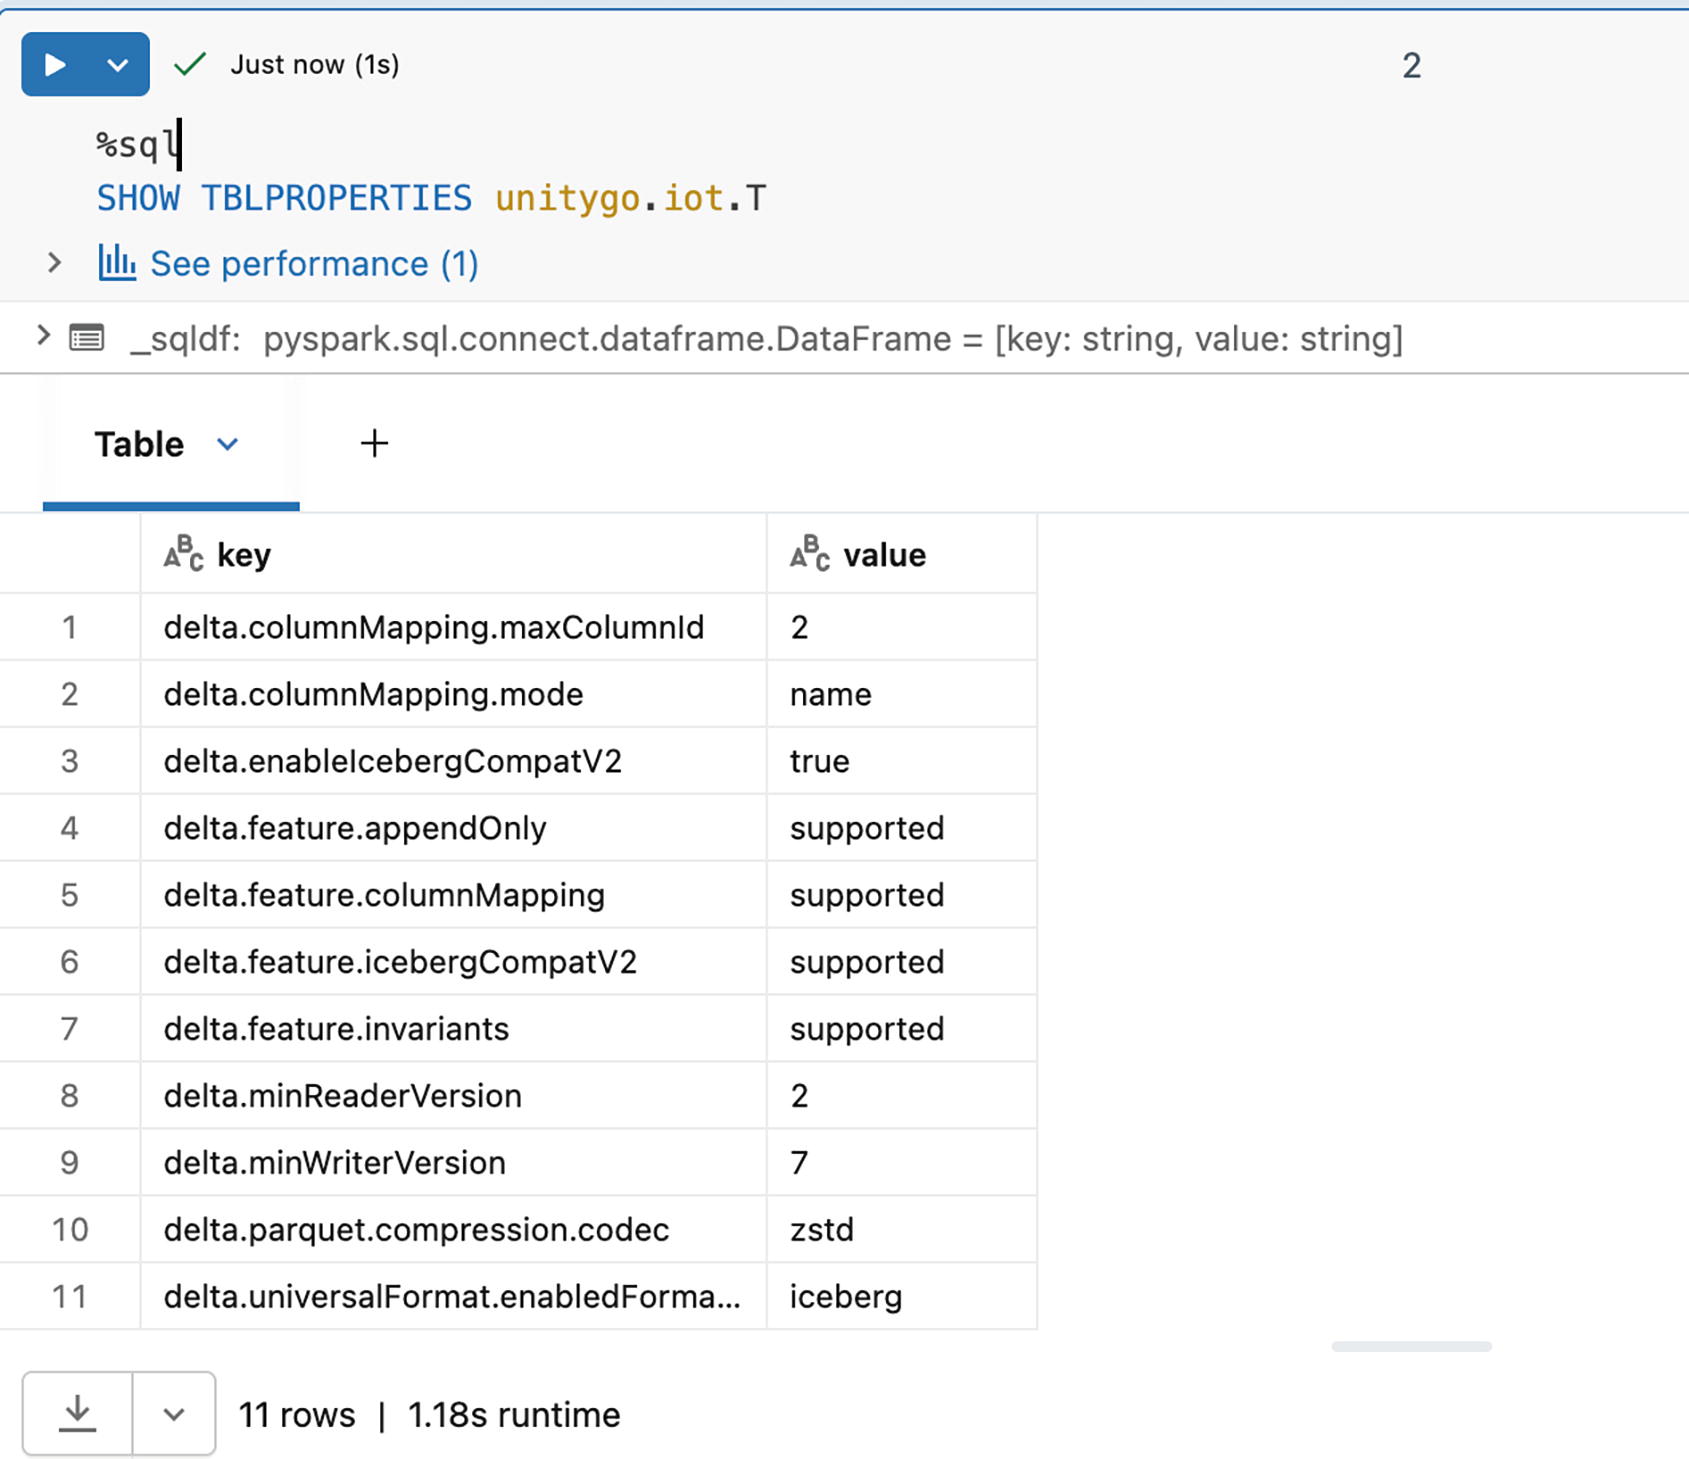 Just now (1s)
2
%sql
SHOW TBLPROPERTIES unitygo.iot.T
See performance (1)
_sqldf: pyspark.sql.connect.dataframe.DataFrame = [key: string, value: string]
Table +
ABC key ABC value
1 delta.columnMapping.maxColumnId 2
2 delta.columnMapping.mode name
3 delta.enableIcebergCompatV2 true
4 delta.feature.appendOnly supported
5 delta.feature.columnMapping supported
6 delta.feature.icebergCompatV2 supported
7 delta.feature.invariants supported
8 delta.minReaderVersion 2
9 delta.minWriterVersion 7
10 delta.parquet.compression.codec zstd
11 delta.universalFormat.enabledForma... iceberg
11 rows | 1.18s runtime